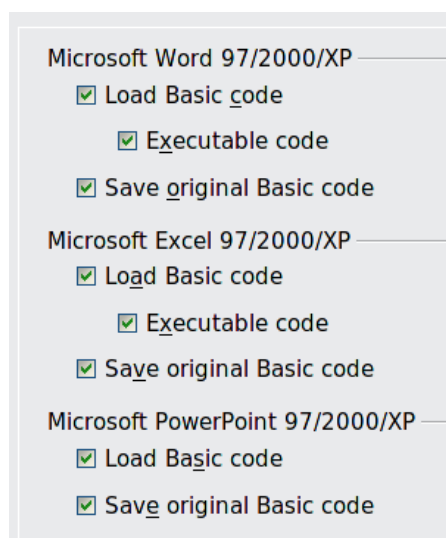 Microsoft Word 97/2000/XP
Load Basic code
Executable code
Save original Basic code
Microsoft Excel 97/2000/XP
Load Basic code
Executable code
Save original Basic code
Microsoft PowerPoint 97/2000/XP
Load Basic code
Save original Basic code